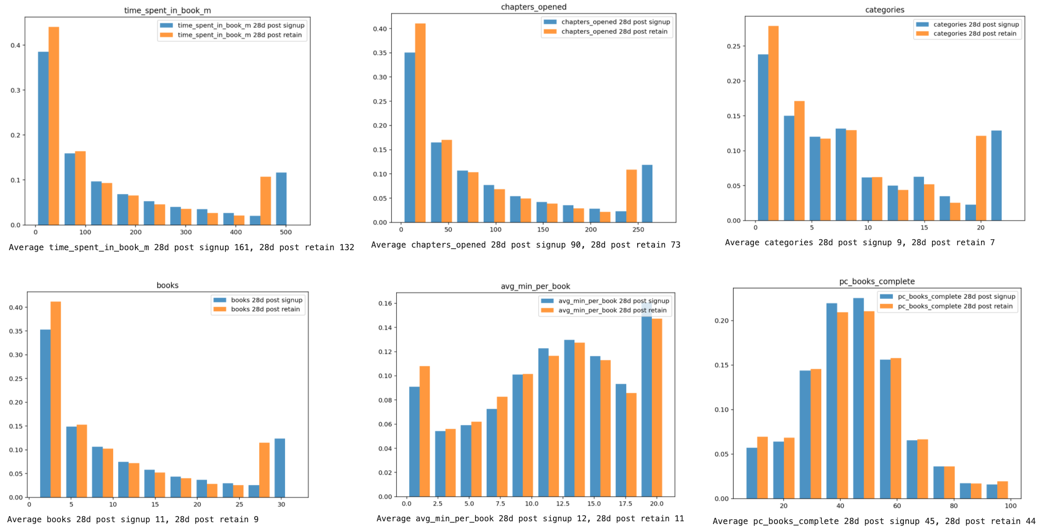 time_spent_in_book_m
time_spent_in_book_m 28d post signup
time_spent_in_book_m 28d post retain
0.4
0.3
0.2
0.1
0.0
0 100 200 300 400 500
Average time_spent_in_book_m 28d post signup 161, 28d post retain 132
chapters_opened
chapters_opened 28d post signup
chapters_opened 28d post retain
0.40
0.35
0.30
0.25
0.20
0.15
0.10
0.05
0.00
0 50 100 150 200 250
Average chapters_opened 28d post signup 90, 28d post retain 73
categories
categories 28d post signup
categories 28d post retain
0.25
0.20
0.15
0.10
0.05
0.00
0 5 10 15 20
Average categories 28d post signup 9, 28d post retain 7
books
books 28d post signup
books 28d post retain
0.40
0.35
0.30
0.25
0.20
0.15
0.10
0.05
0.00
0 5 10 15 20 25 30
Average books 28d post signup 11, 28d post retain 9
avg_min_per_book
avg_min_per_book 28d post signup
avg_min_per_book 28d post retain
0.16
0.14
0.12
0.10
0.08
0.06
0.04
0.02
0.00
0.0 2.5 5.0 7.5 10.0 12.5 15.0 17.5 20.0
Average avg_min_per_book 28d post signup 12, 28d post retain 11
pc_books_complete
pc_books_complete 28d post signup
pc_books_complete 28d post retain
0.20
0.15
0.10
0.05
0.00
20 40 60 80 100
Average pc_books_complete 28d post signup 45, 28d post retain 44